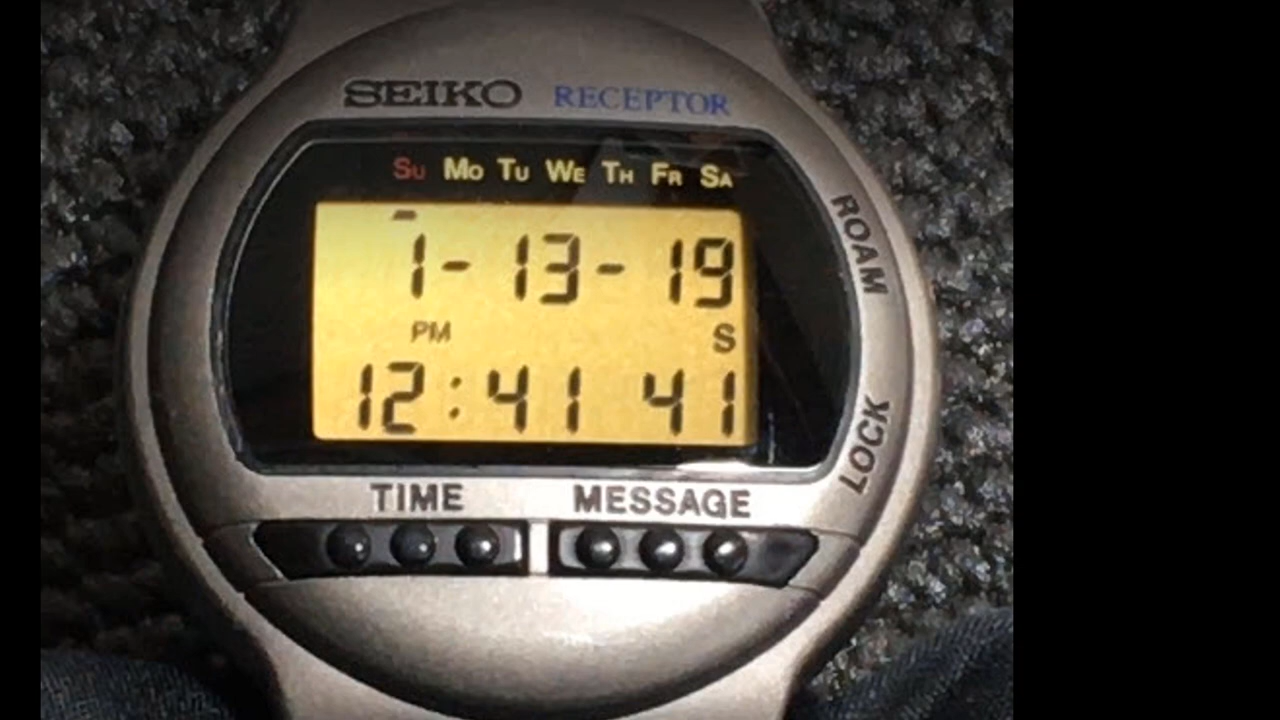 SEIKO RECEPTOR
SU MO TU WE TH FR SA
1-13-19
PM S
12:41 41
ROAM
LOCK
TIME MESSAGE